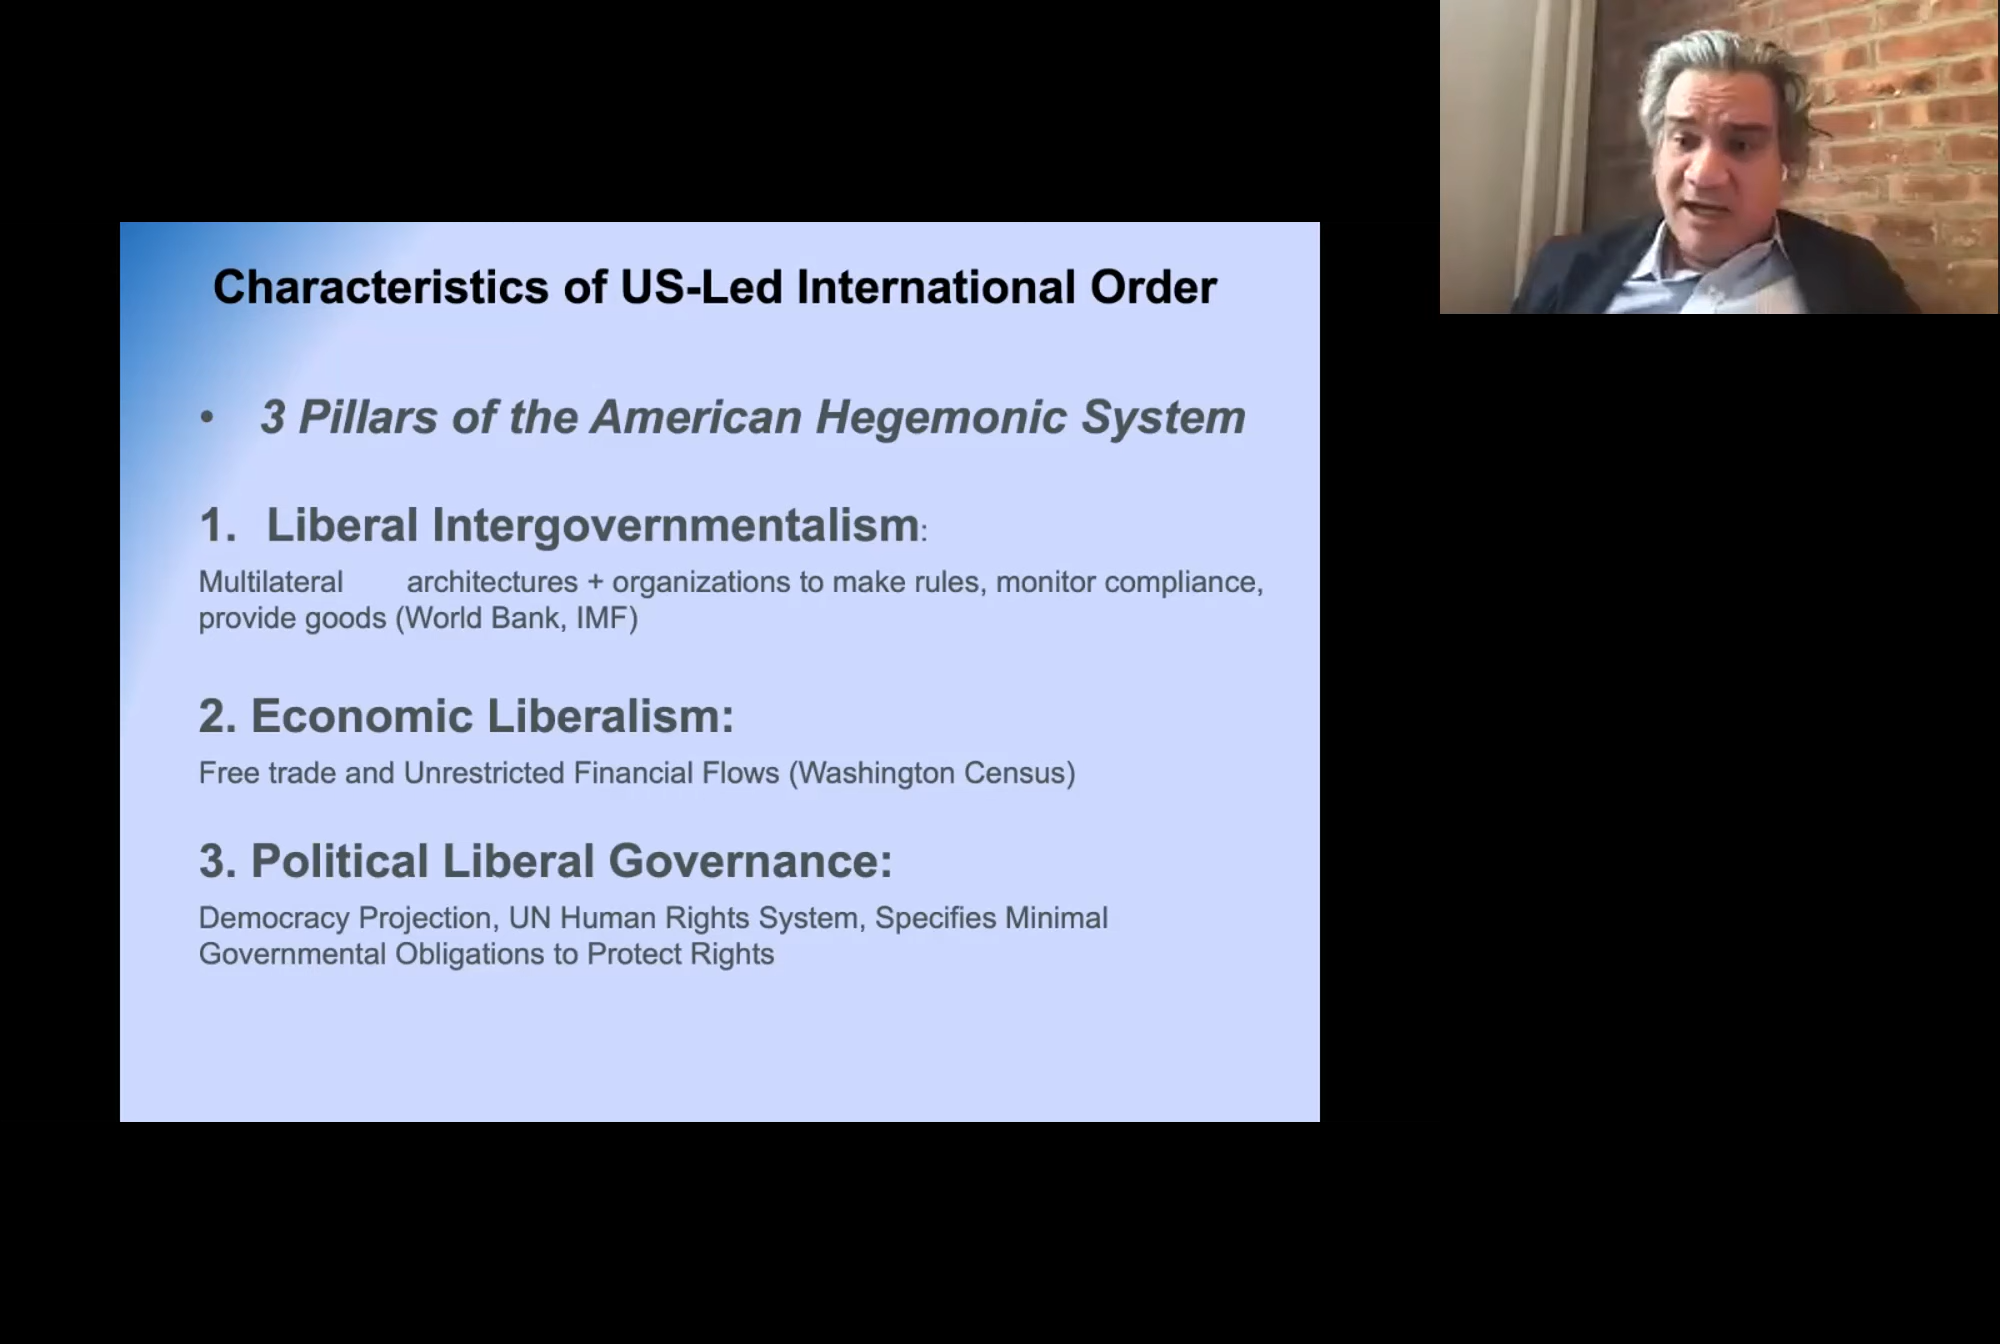 Characteristics of US-Led International Order
• 3 Pillars of the American Hegemonic System
1. Liberal Intergovernmentalism:
Multilateral architectures + organizations to make rules, monitor compliance,
provide goods (World Bank, IMF)
2. Economic Liberalism:
Free trade and Unrestricted Financial Flows (Washington Census)
3. Political Liberal Governance:
Democracy Projection, UN Human Rights System, Specifies Minimal
Governmental Obligations to Protect Rights